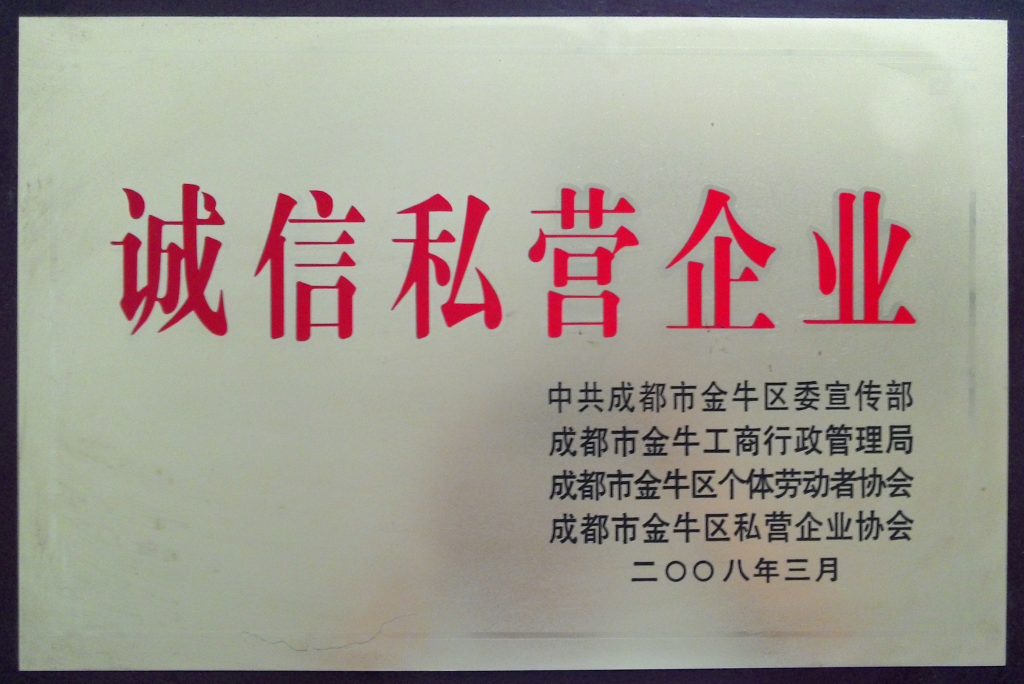 诚信私营企业
中共成都市金牛区委宣传部
成都市金牛工商行政管理局
成都市金牛区个体劳动者协会
成都市金牛区私营企业协会
二〇〇八年三月